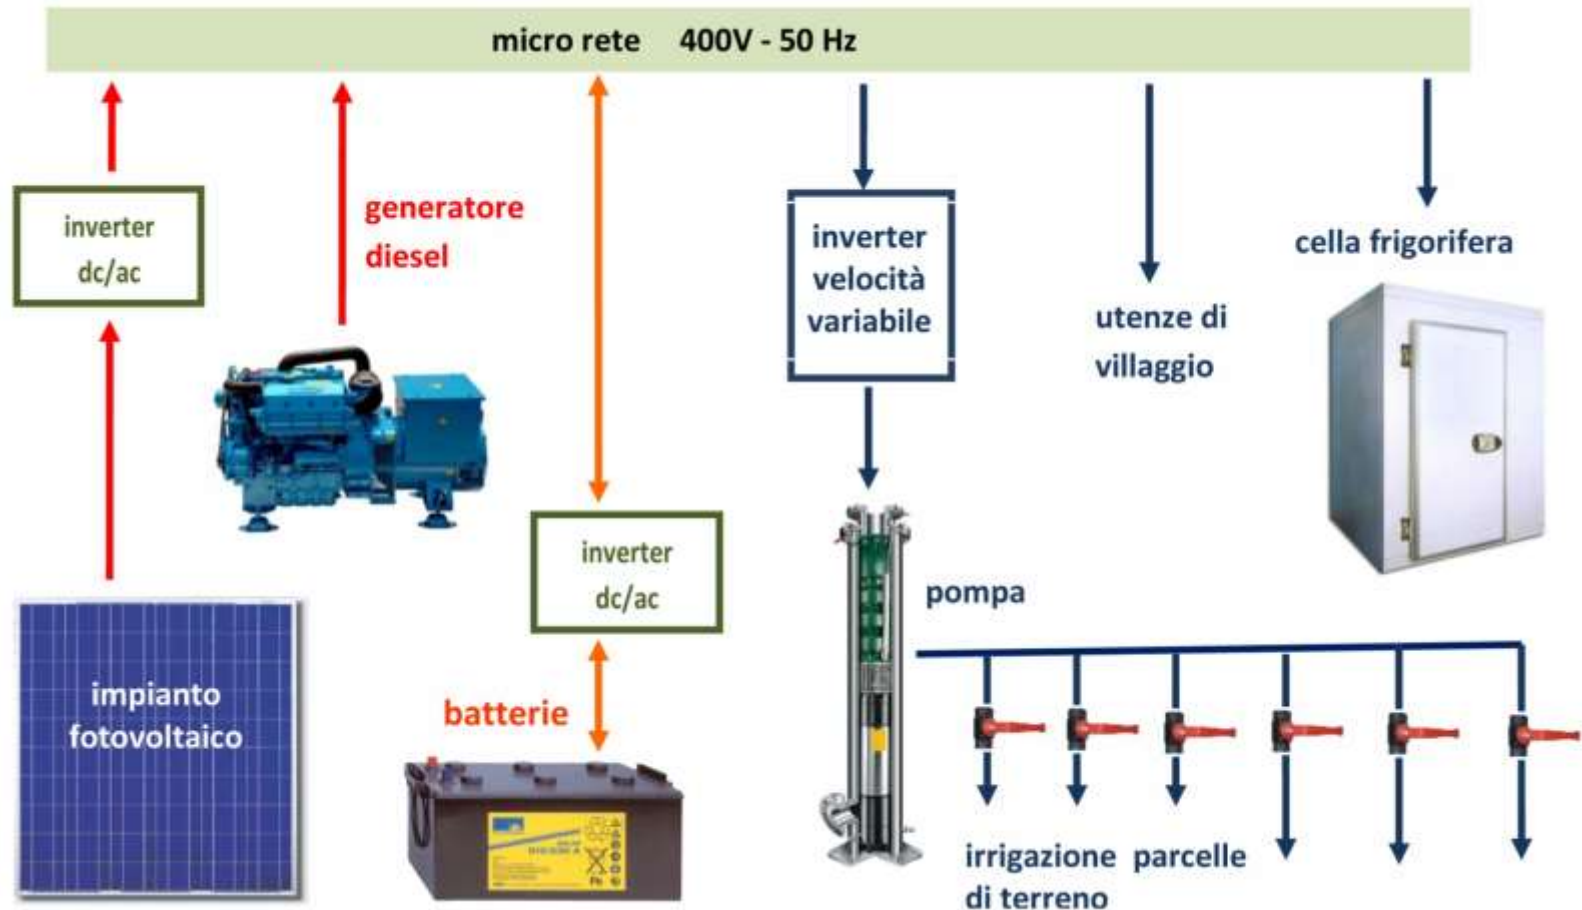 micro rete 400V - 50 Hz
inverter
dc/ac
generatore
diesel
inverter
velocità
variabile
utenze di
villaggio
cella frigorifera
inverter
dc/ac
pompa
impianto
fotovoltaico
batterie
irrigazione parcelle
di terreno